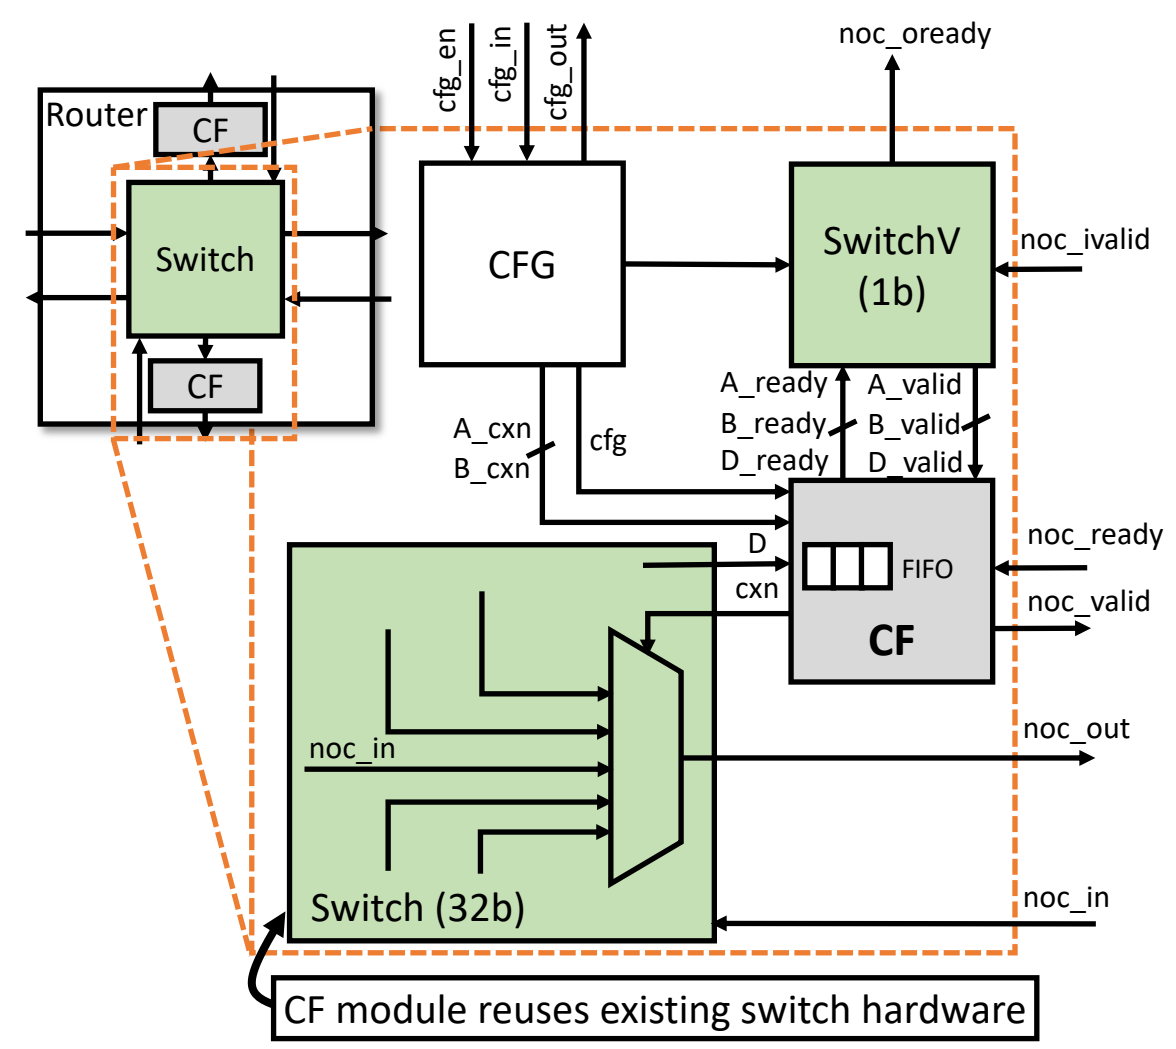 cfg_en
cfg_in
cfg_out
noc_oready
Router
CF
Switch
CF
CFG
SwitchV
(1b)
noc_ivalid
A_ready
B_ready
D_ready
A_valid
B_valid
D_valid
A_cxn
B_cxn
cfg
D
cxn
FIFO
CF
noc_ready
noc_valid
noc_in
noc_out
Switch (32b)
noc_in
CF module reuses existing switch hardware